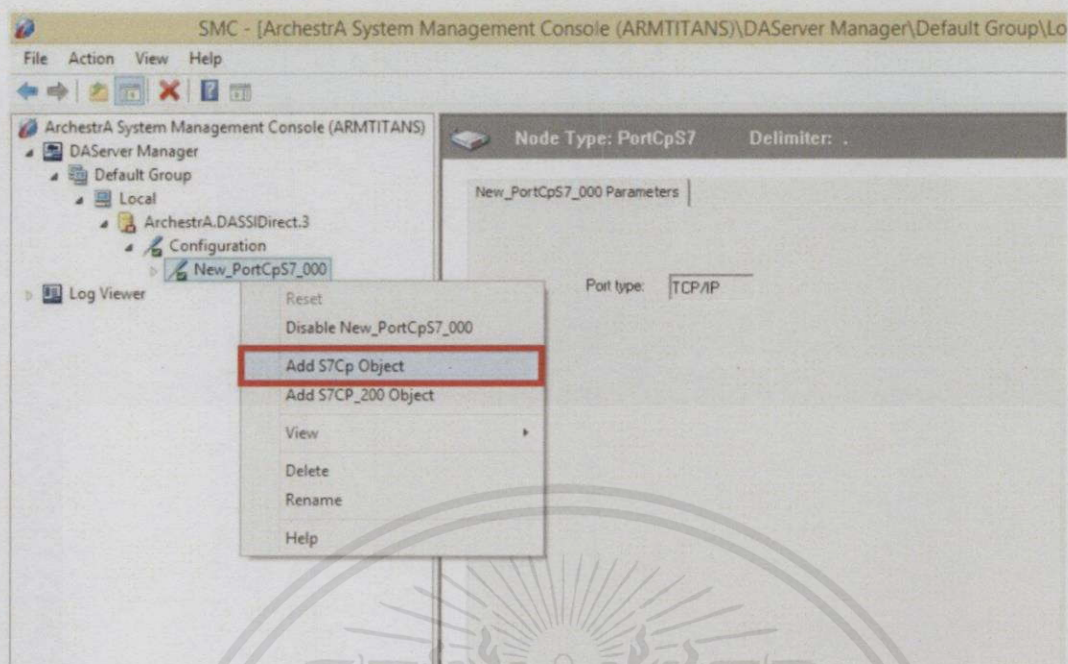 SMC - [ArchestrA System Management Console (ARMTITANS)\DAServer Manager\Default Group\Lo
File Action View Help
ArchestrA System Management Console (ARMTITANS)
DAServer Manager
Default Group
Local
ArchestrA.DASSIDirect.3
Configuration
New_PortCpS7_000
Log Viewer
Node Type: PortCpS7 Delimiter: .
New_PortCpS7_000 Parameters
Port type: TCP/IP
Reset
Disable New_PortCpS7_000
Add S7Cp Object
Add S7CP_200 Object
View
Delete
Rename
Help